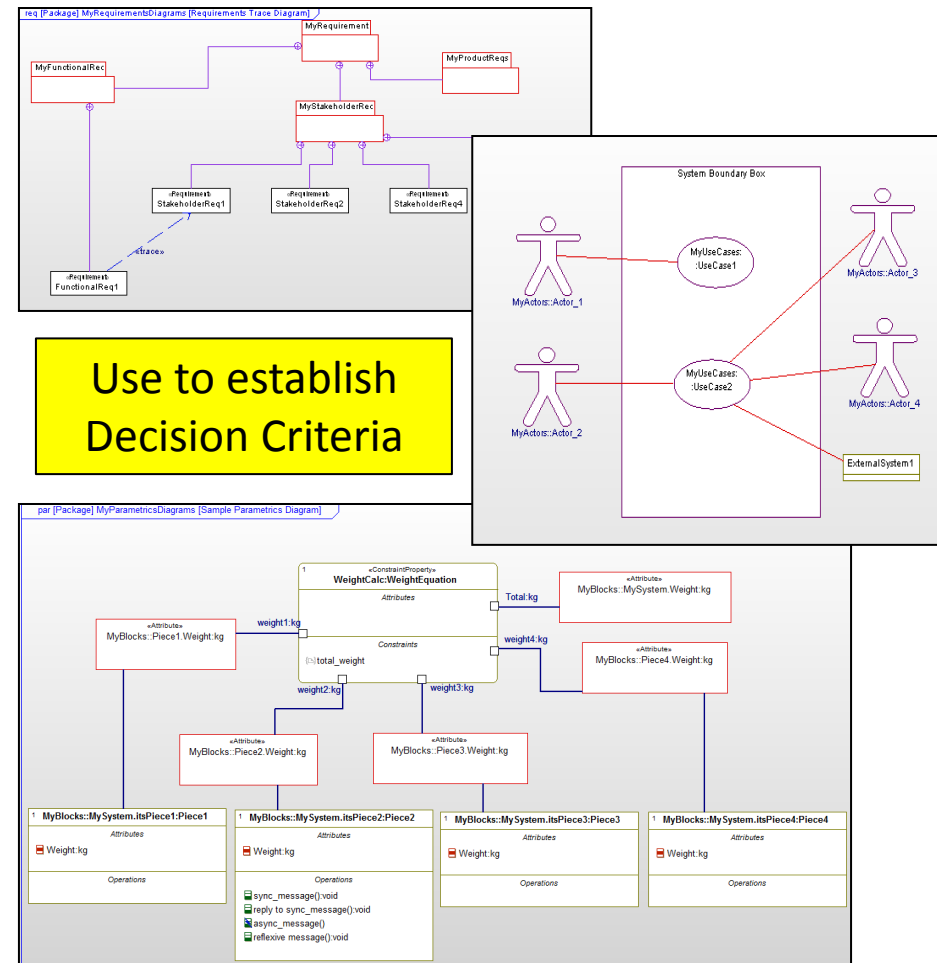 req [Package] MyRequirementsDiagrams [Requirements Trace Diagram]
MyRequirement
MyFunctionalRec
MyProductReqs
MyStakeholderRec
«Requirement»
StakeholderReq1
«Requirement»
StakeholderReq2
«Requirement»
StakeholderReq4
«trace»
«Requirement»
FunctionalReq1
System Boundary Box
MyUseCases:
:UseCase1
MyActors::Actor_1
MyActors::Actor_3
MyUseCases:
:UseCase2
MyActors::Actor_2
MyActors::Actor_4
ExternalSystem1
Use to establish
Decision Criteria
par [Package] MyParametricsDiagrams [Sample Parametrics Diagram]
1
«ConstraintProperty»
WeightCalc:WeightEquation
Attributes
Constraints
total_weight
Total:kg
«Attribute»
MyBlocks::MySystem.Weight:kg
weight1:kg
«Attribute»
MyBlocks::Piece1.Weight:kg
weight4:kg
«Attribute»
MyBlocks::Piece4.Weight:kg
weight2:kg
weight3:kg
«Attribute»
MyBlocks::Piece2.Weight:kg
«Attribute»
MyBlocks::Piece3.Weight:kg
1 MyBlocks::MySystem.itsPiece1:Piece1
Attributes
Weight:kg
Operations
1 MyBlocks::MySystem.itsPiece2:Piece2
Attributes
Weight:kg
Operations
sync_message():void
reply to sync_message():void
async_message()
reflexive message():void
1 MyBlocks::MySystem.itsPiece3:Piece3
Attributes
Weight:kg
Operations
1 MyBlocks::MySystem.itsPiece4:Piece4
Attributes
Weight:kg
Operations